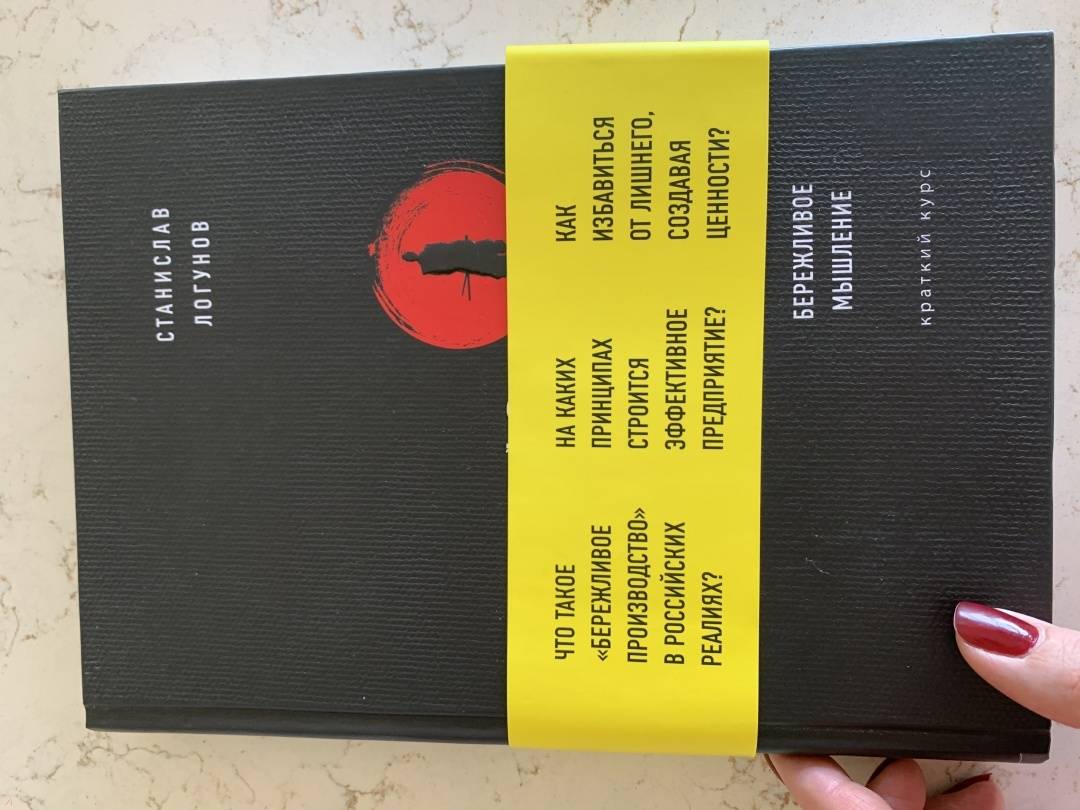 СТАНИСЛАВ
ЛОГУНОВ
ЧТО ТАКОЕ
«БЕРЕЖЛИВОЕ
ПРОИЗВОДСТВО»
В РОССИЙСКИХ
РЕАЛИЯХ?
НА КАКИХ
ПРИНЦИПАХ
СТРОИТСЯ
ЭФФЕКТИВНОЕ
ПРЕДПРИЯТИЕ?
КАК
ИЗБАВИТЬСЯ
ОТ ЛИШНЕГО,
СОЗДАВАЯ
ЦЕННОСТИ?
БЕРЕЖЛИВОЕ
МЫШЛЕНИЕ
краткий курс